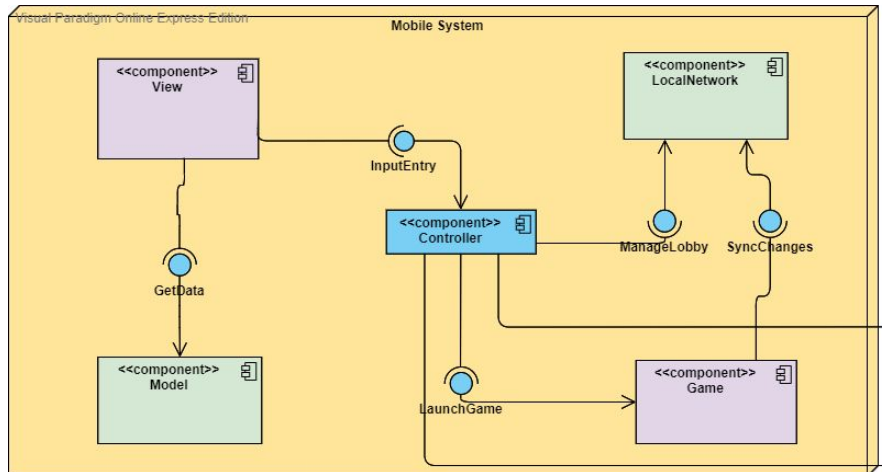 Visual Paradigm Online Express Edition
Mobile System
<<component>>
View
<<component>>
LocalNetwork
InputEntry
<<component>>
Controller
ManageLobby
SyncChanges
GetData
<<component>>
Model
LaunchGame
<<component>>
Game